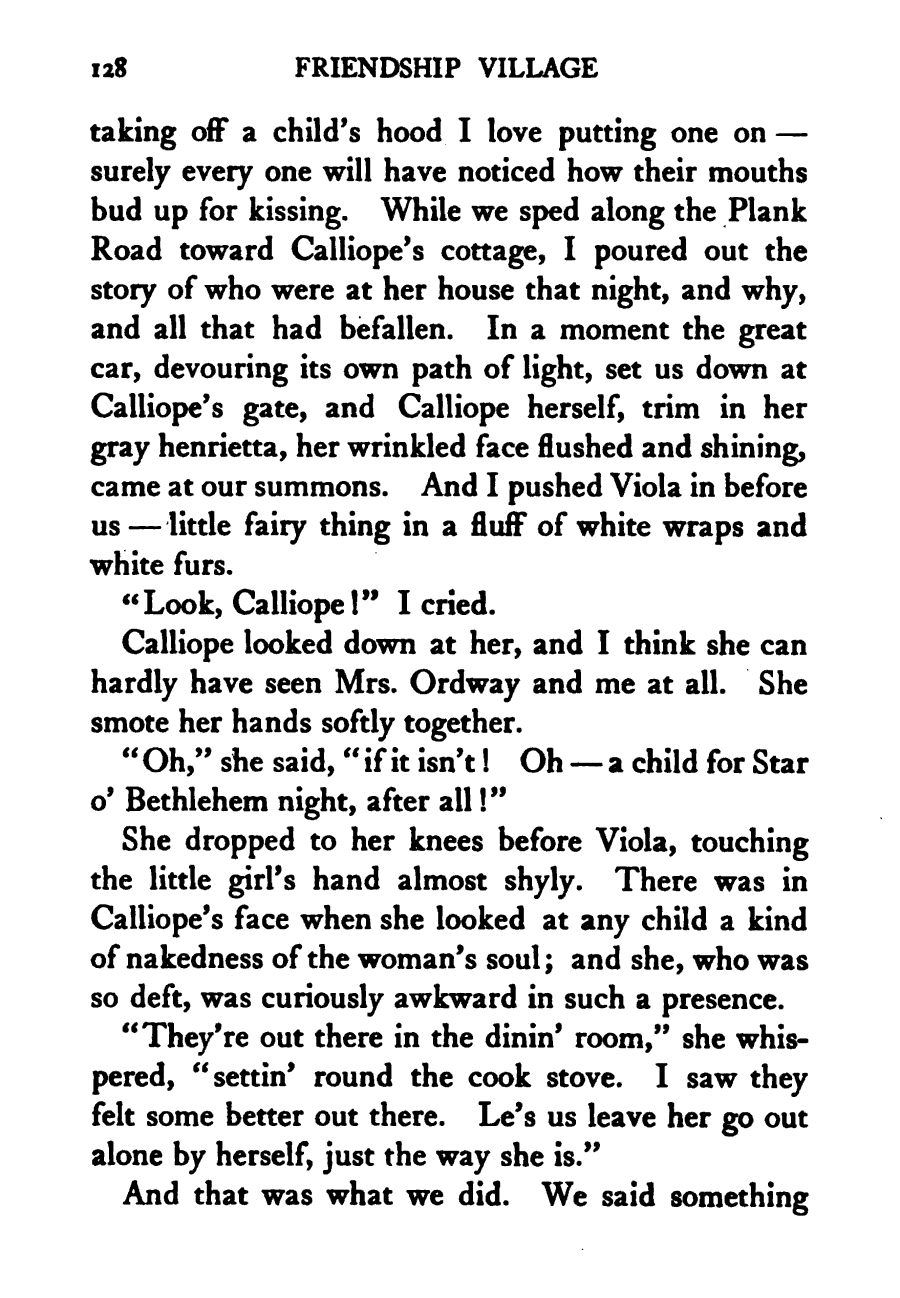 128 FRIENDSHIP VILLAGE
taking off a child's hood I love putting one on —
surely every one will have noticed how their mouths
bud up for kissing. While we sped along the Plank
Road toward Calliope's cottage, I poured out the
story of who were at her house that night, and why,
and all that had befallen. In a moment the great
car, devouring its own path of light, set us down at
Calliope's gate, and Calliope herself, trim in her
gray henrietta, her wrinkled face flushed and shining,
came at our summons. And I pushed Viola in before
us — little fairy thing in a fluff of white wraps and
white furs.
"Look, Calliope!" I cried.
Calliope looked down at her, and I think she can
hardly have seen Mrs. Ordway and me at all. She
smote her hands softly together.
"Oh," she said, "if it isn't! Oh — a child for Star
o' Bethlehem night, after all!"
She dropped to her knees before Viola, touching
the little girl's hand almost shyly. There was in
Calliope's face when she looked at any child a kind
of nakedness of the woman's soul; and she, who was
so deft, was curiously awkward in such a presence.
"They're out there in the dinin' room," she whis-
pered, "settin' round the cook stove. I saw they
felt some better out there. Le's us leave her go out
alone by herself, just the way she is."
And that was what we did. We said something